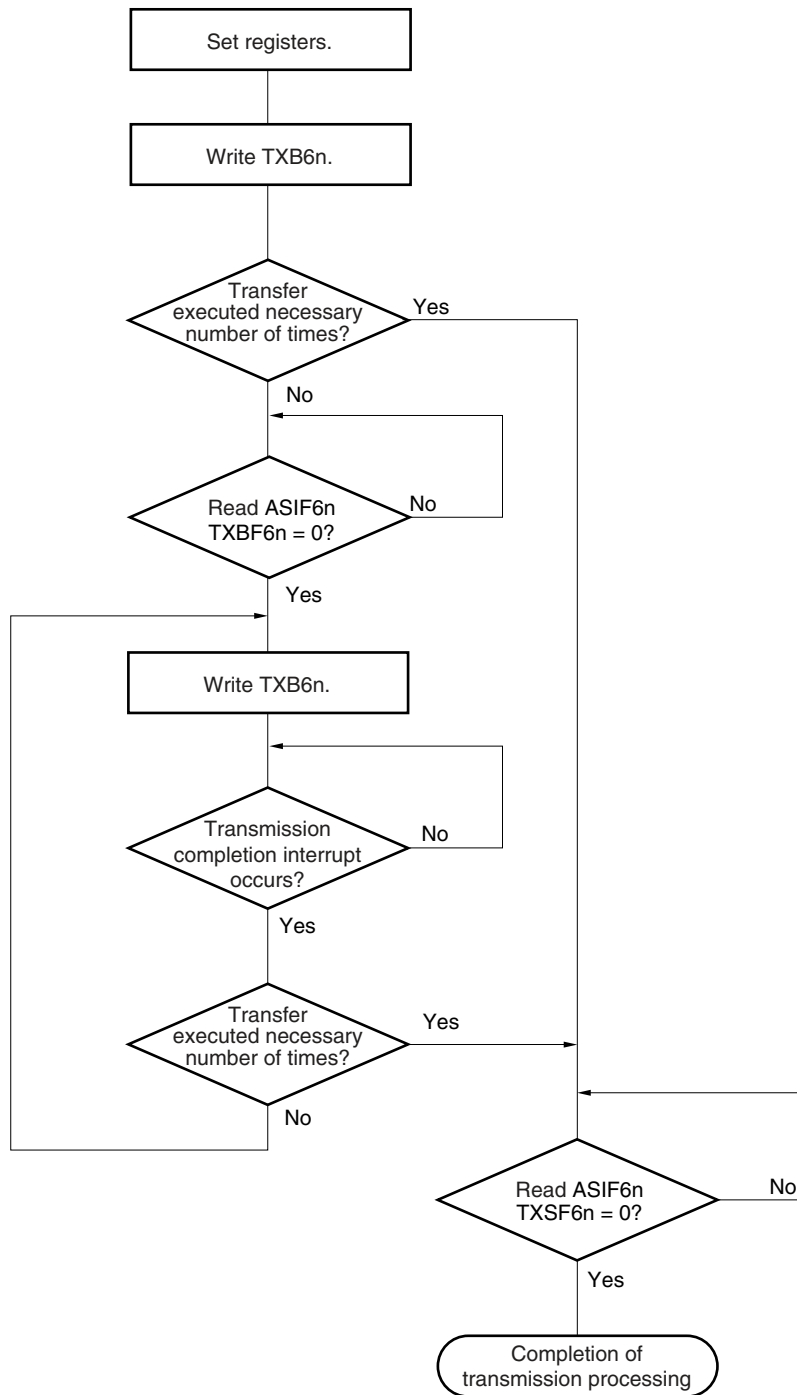 Set registers.
Write TXB6n.
Transfer
executed necessary
number of times?
Yes
No
Read ASIF6n
TXBF6n = 0?
No
Yes
Write TXB6n.
Transmission
completion interrupt
occurs?
No
Yes
Transfer
executed necessary
number of times?
Yes
No
Read ASIF6n
TXSF6n = 0?
No
Yes
Completion of
transmission processing